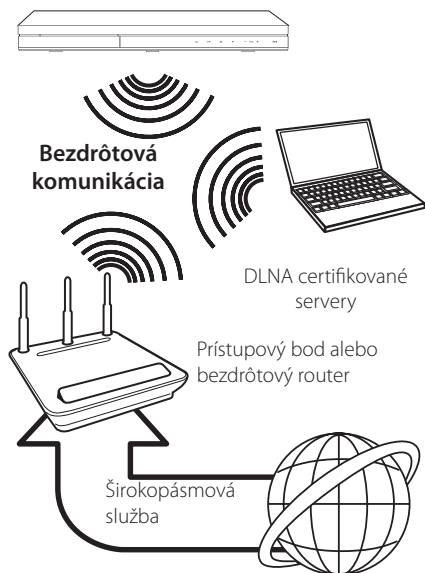 Bezdrôtová
komunikácia
DLNA certifikované
servery
Prístupový bod alebo
bezdrôtový router
Širokopásmová
služba